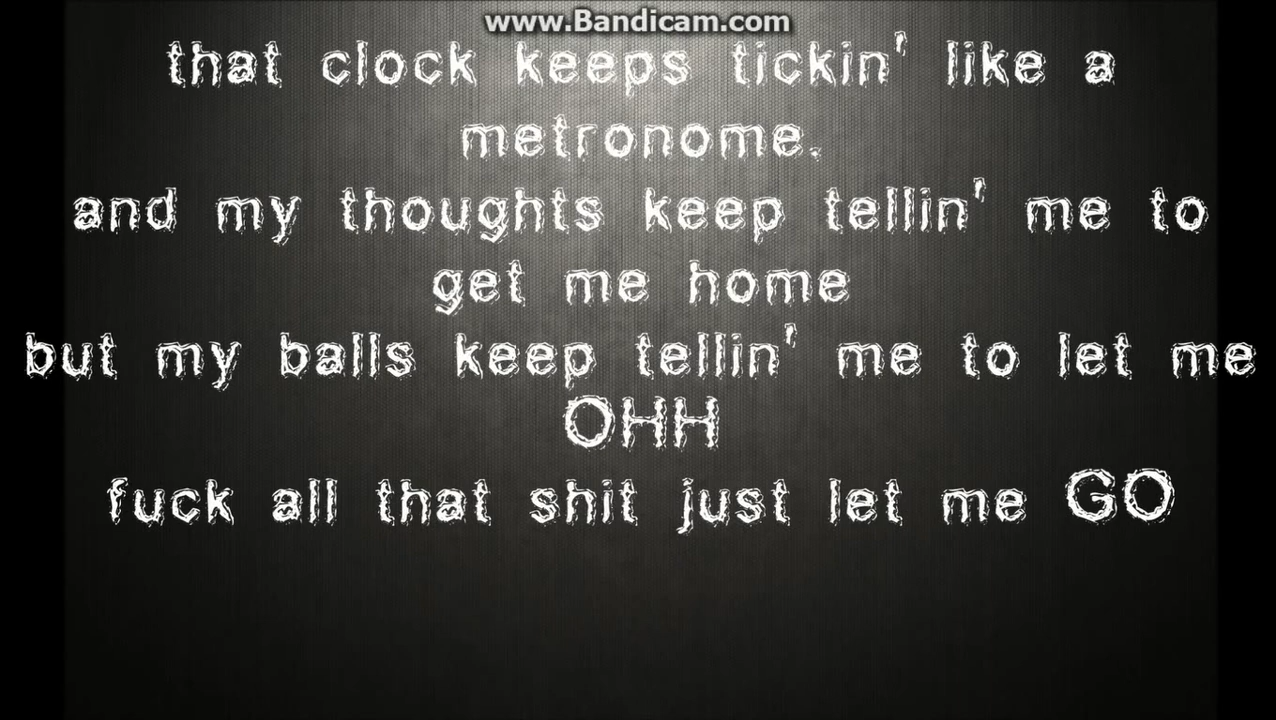 www.Bandicam.com
that clock keeps tickin' like a
metronome.
and my thoughts keep tellin' me to
get me home
but my balls keep tellin' me to let me
OHH
fuck all that shit just let me GO